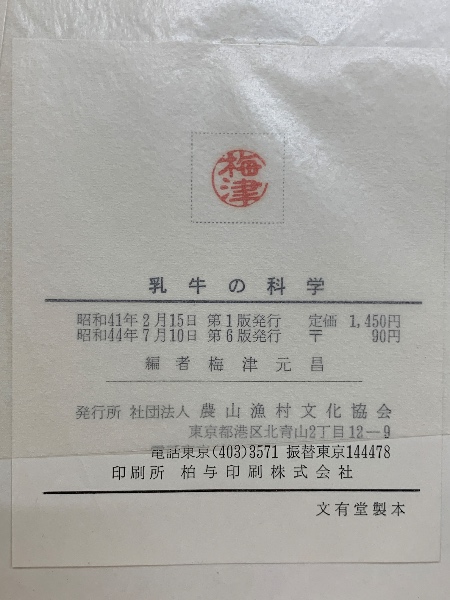 梅津
乳牛の科学
昭和41年2月15日 第1版発行 定価 1,450円
昭和44年7月10日 第6版発行 〒 90円
編者 梅津元昌
発行所 社団法人 農山漁村文化協会
東京都港区北青山2丁目12-9
電話東京(403)3571 振替東京144478
印刷所 柏与印刷株式会社
文有堂製本